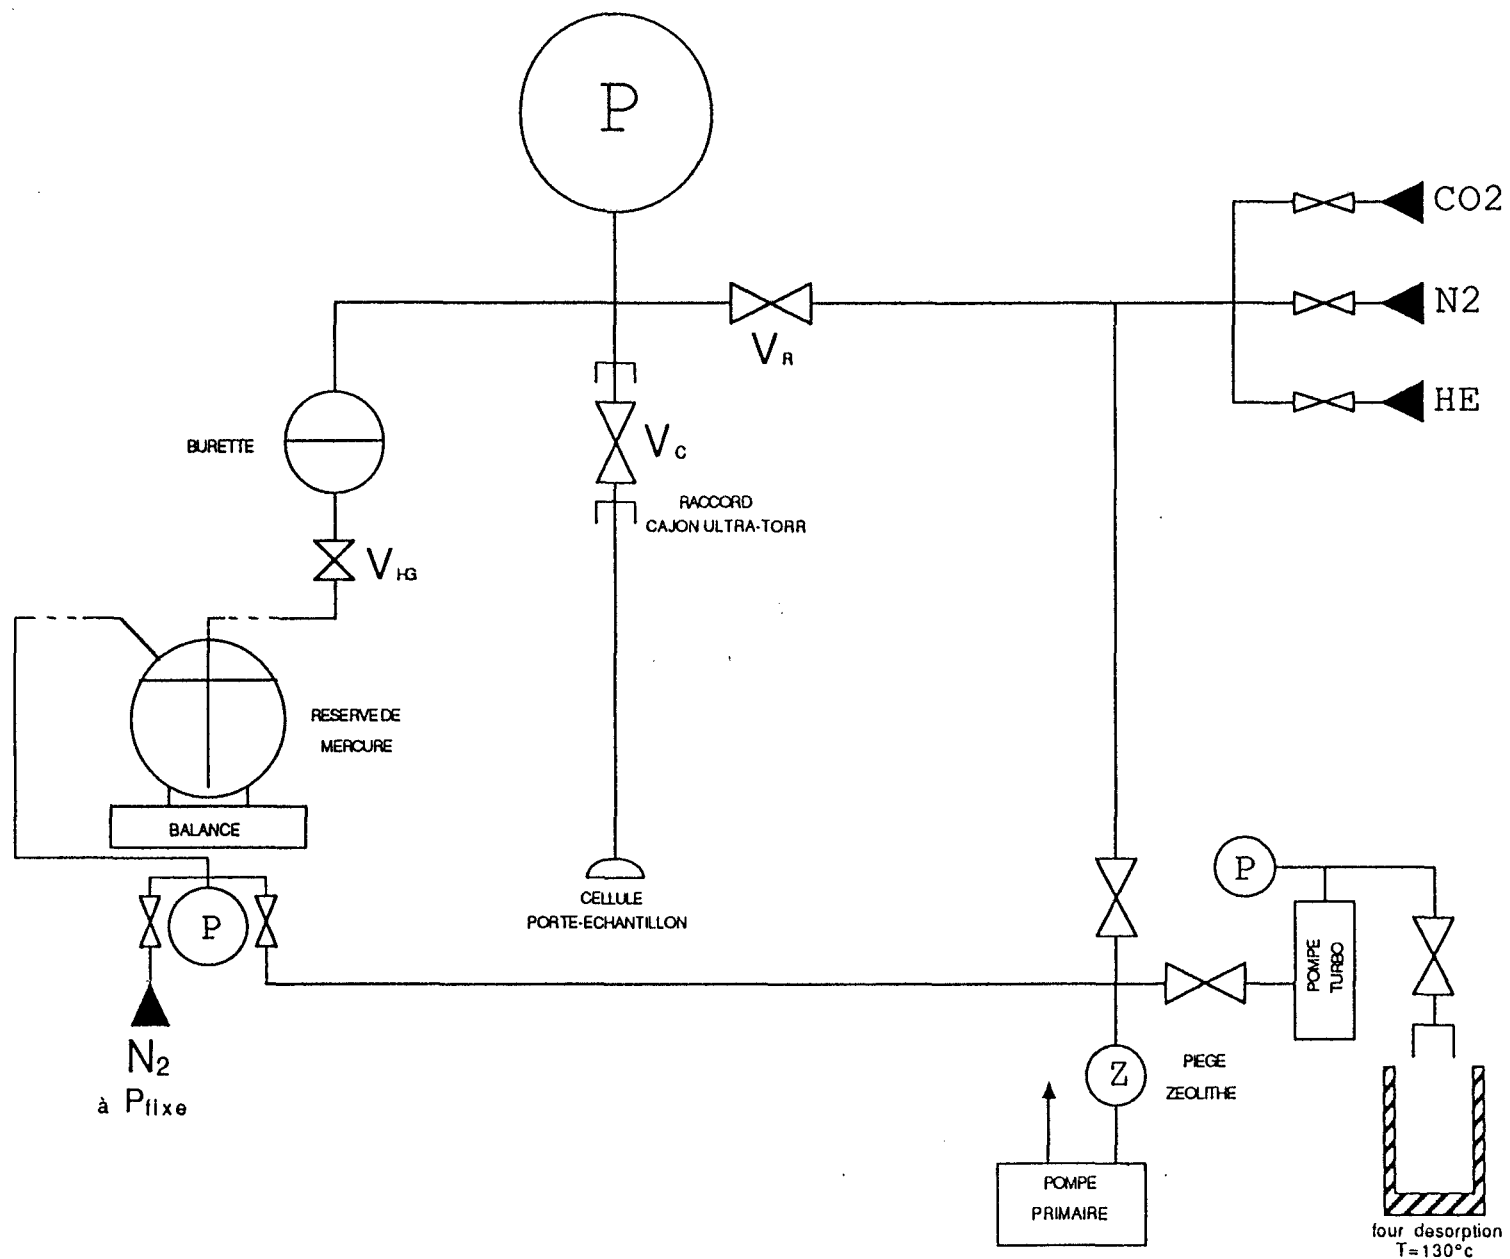 P
CO2
N2
HE
VR
BURETTE
VC
RACCORD
CAJON ULTRA-TORR
VHG
RESERVE DE
MERCURE
BALANCE
P
CELLULE
PORTE-ECHANTILLON
P
POMPE
TURBO
N2
à Pfixe
Z
PIEGE
ZEOLITHE
POMPE
PRIMAIRE
four desorption
T=130°c